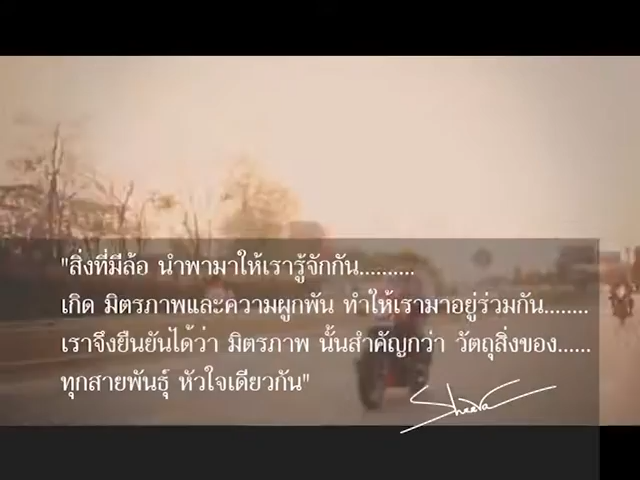 "สิ่งที่มีล้อ นำพามาให้เรารู้จักกัน..........
เกิด มิตรภาพและความผูกพัน ทำให้เรามาอยู่ร่วมกัน........
เราจึงยืนยันได้ว่า มิตรภาพ นั้นสำคัญกว่า วัตถุสิ่งของ......
ทุกสายพันธุ์ หัวใจเดียวกัน"